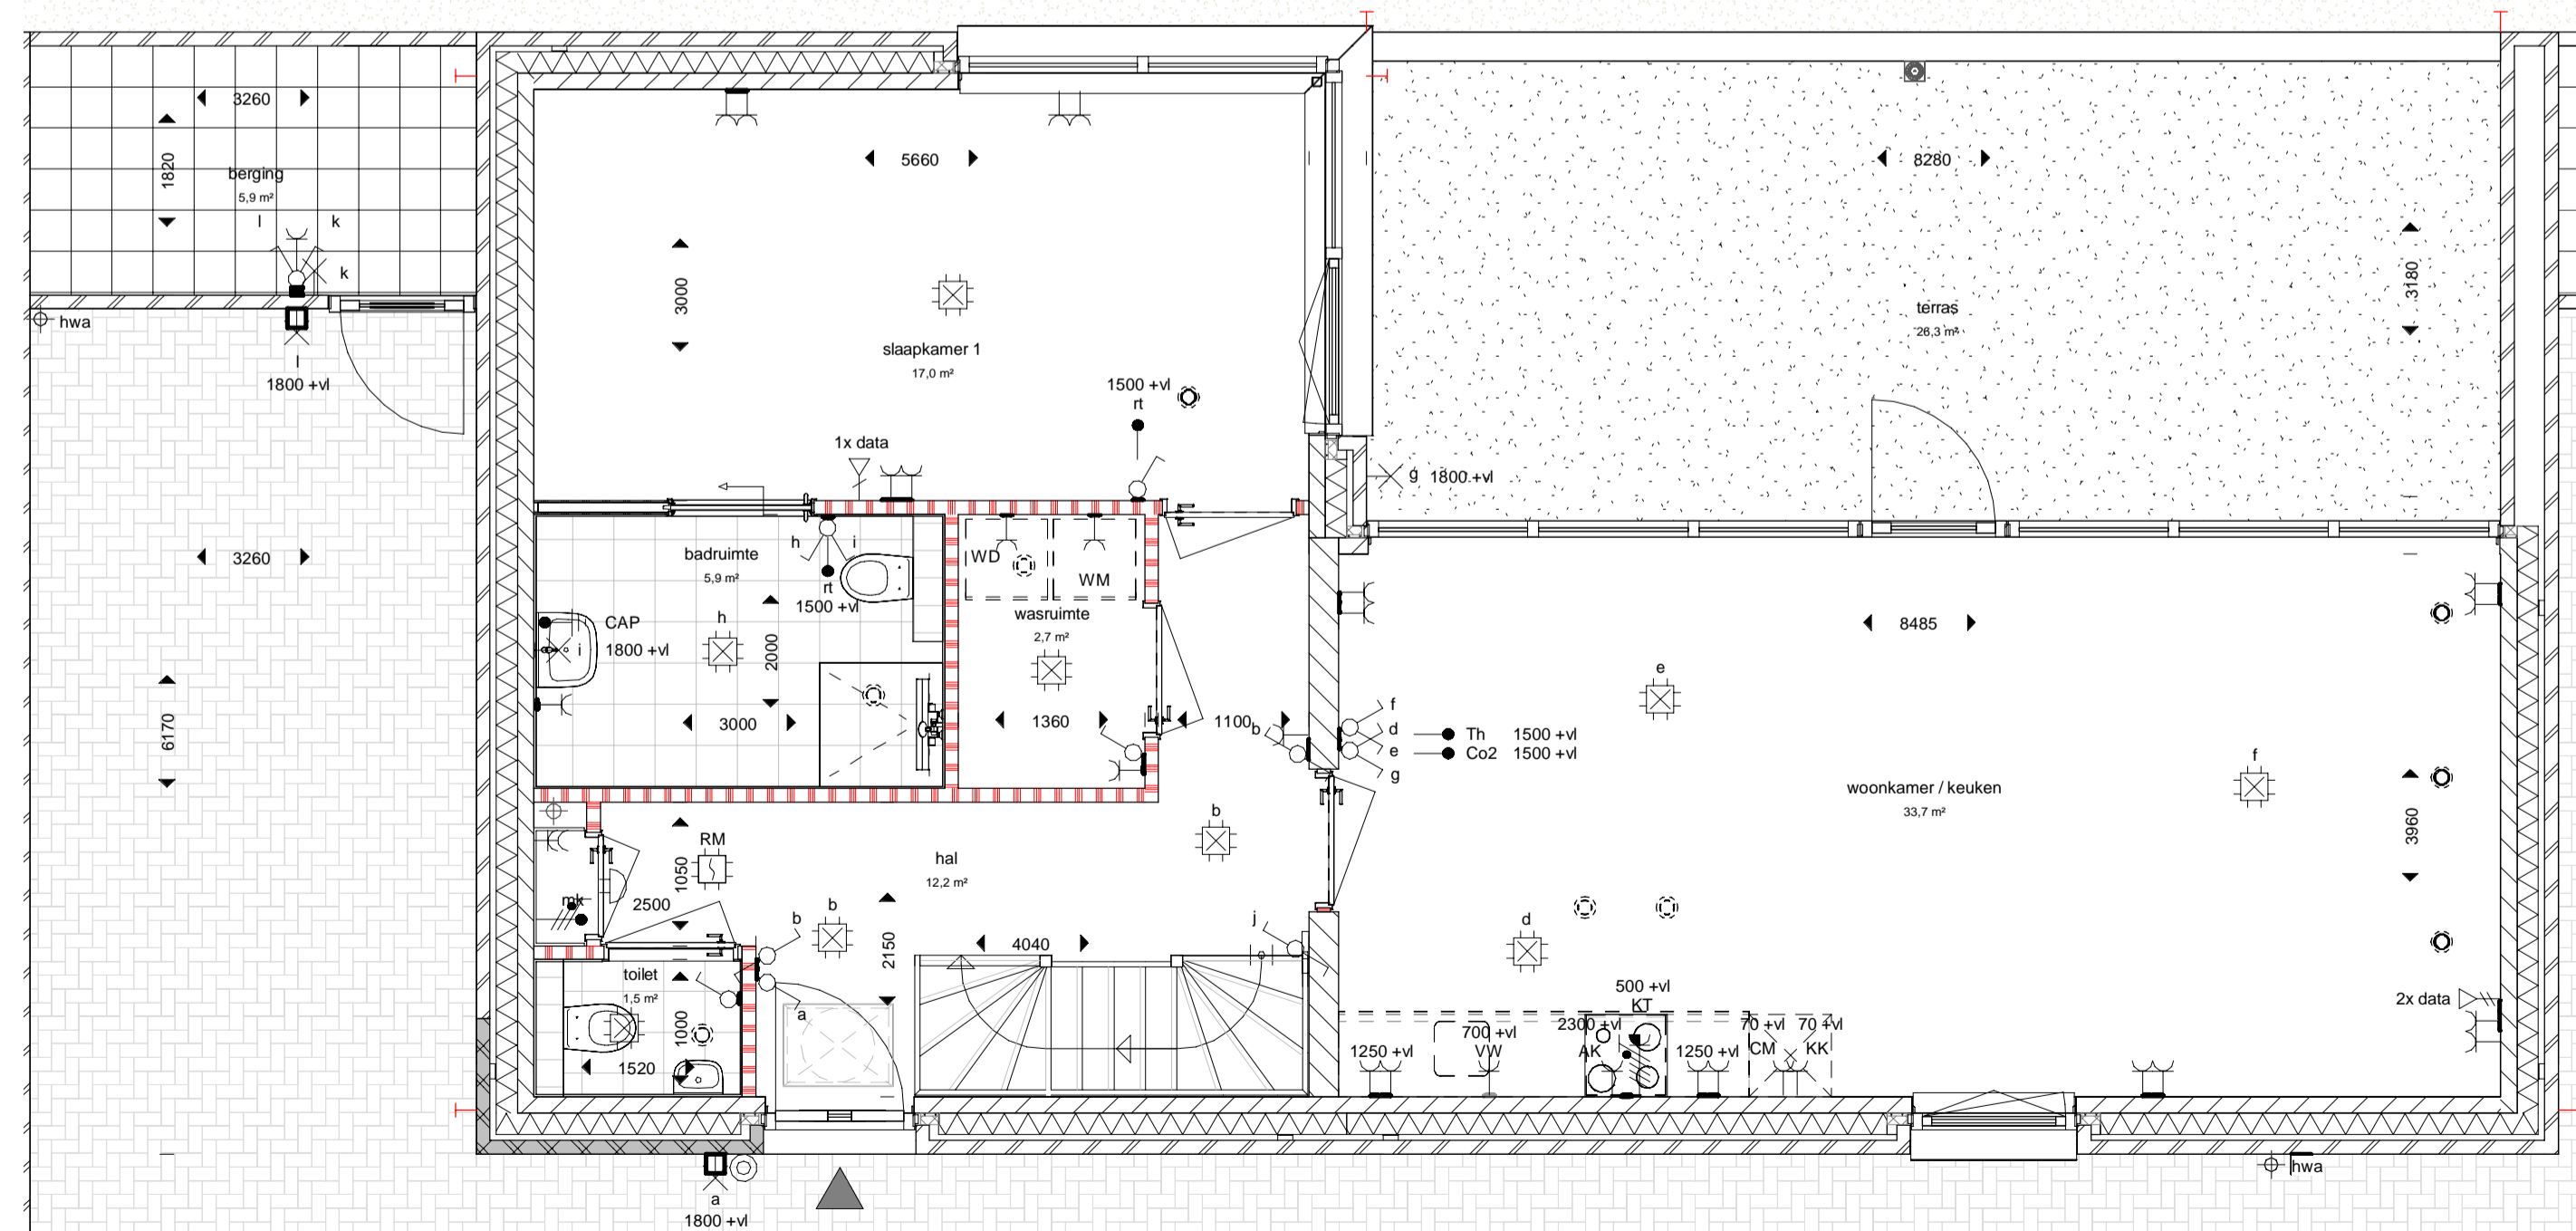 3260
1820
berging
5,9 m²
l
k
k
hwa
l
1800 +vl
3260
6170
5660
3000
slaapkamer 1
17,0 m²
1500 +vl
rt
1x data
8280
3180
terras
26,3 m²
g 1800 +vl
badruimte
5,9 m²
h
i
rt
1500 +vl
CAP
1800 +vl
i
h
2000
3000
WD
WM
wasruimte
2,7 m²
1360
1100
b
f
d
e
g
Th 1500 +vl
Co2 1500 +vl
8485
e
f
woonkamer / keuken
33,7 m²
3960
RM
1050
2500
mk
hal
12,2 m²
b
b
b
a
2150
4040
j
toilet
1,5 m²
1000
1520
d
500 +vl
KT
1250 +vl
700 +vl
VW
2300 +vl
AK
1250 +vl
70 +vl
CM
70 +vl
KK
2x data
hwa
a
1800 +vl